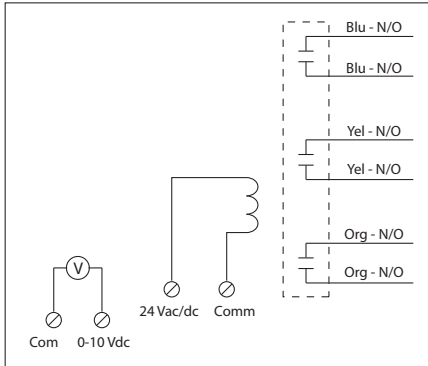 Blu - N/O
Blu - N/O
Yel - N/O
Yel - N/O
Org - N/O
Org - N/O
V
24 Vac/dc Comm
Com 0-10 Vdc